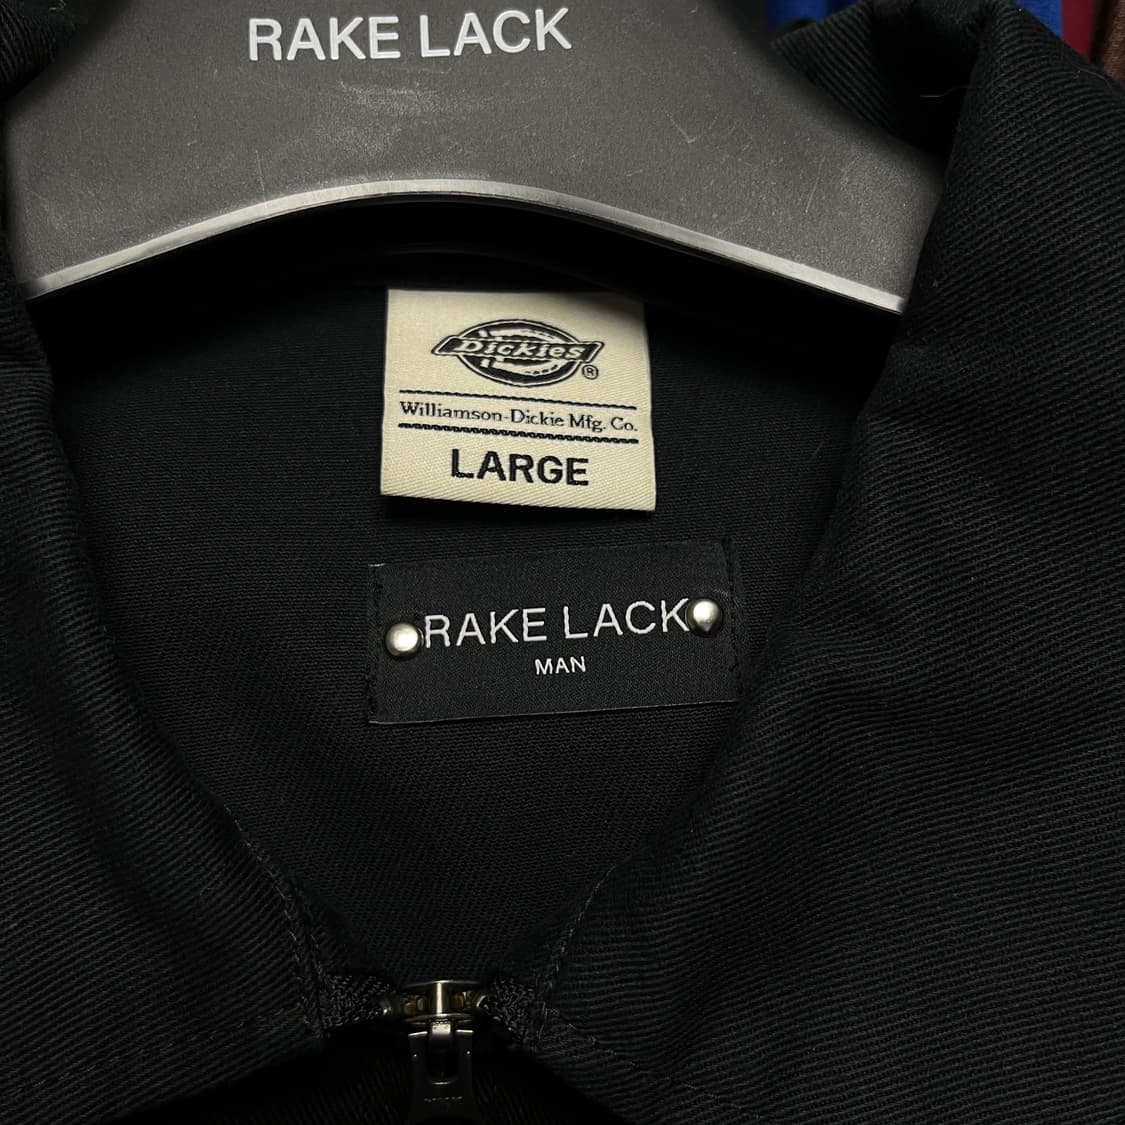 RAKE LACK
Dickies®
Williamson-Dickie Mfg. Co.
LARGE
RAKE LACK
MAN